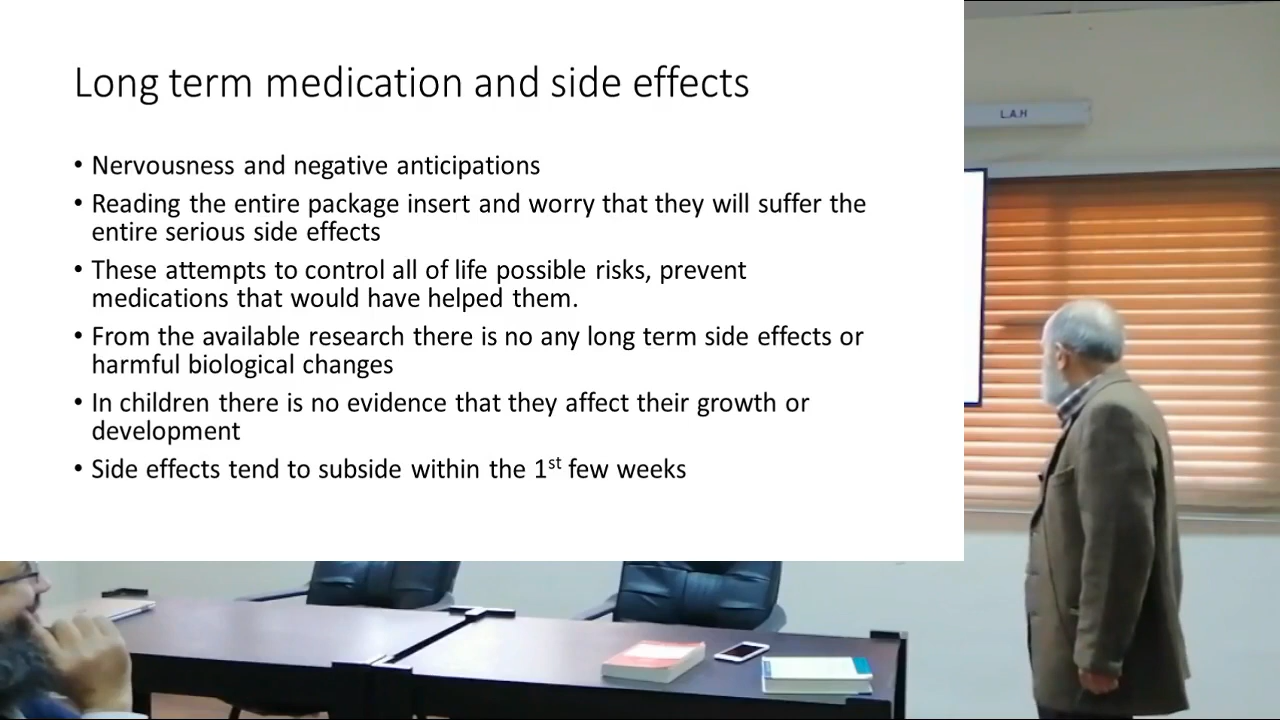 Long term medication and side effects
• Nervousness and negative anticipations
• Reading the entire package insert and worry that they will suffer the
entire serious side effects
• These attempts to control all of life possible risks, prevent
medications that would have helped them.
• From the available research there is no any long term side effects or
harmful biological changes
• In children there is no evidence that they affect their growth or
development
• Side effects tend to subside within the 1st few weeks
L.A.H